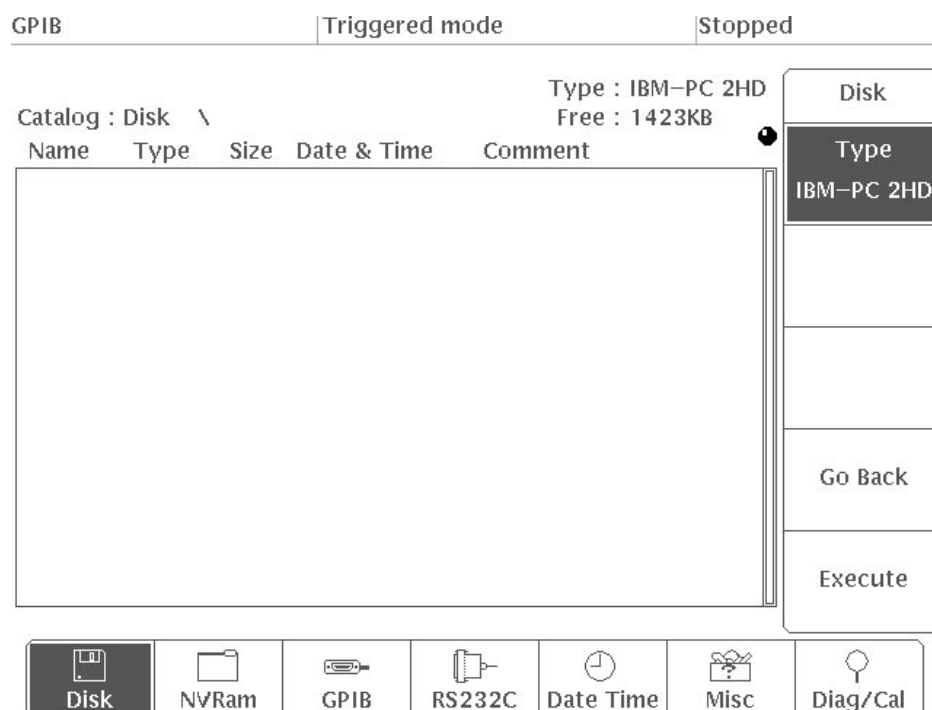 GPIB Triggered mode Stopped
Type : IBM-PC 2HD
Catalog : Disk \ Free : 1423KB
Name Type Size Date & Time Comment
Disk
Type
IBM-PC 2HD
Go Back
Execute
Disk NVRam GPIB RS232C Date Time Misc Diag/Cal